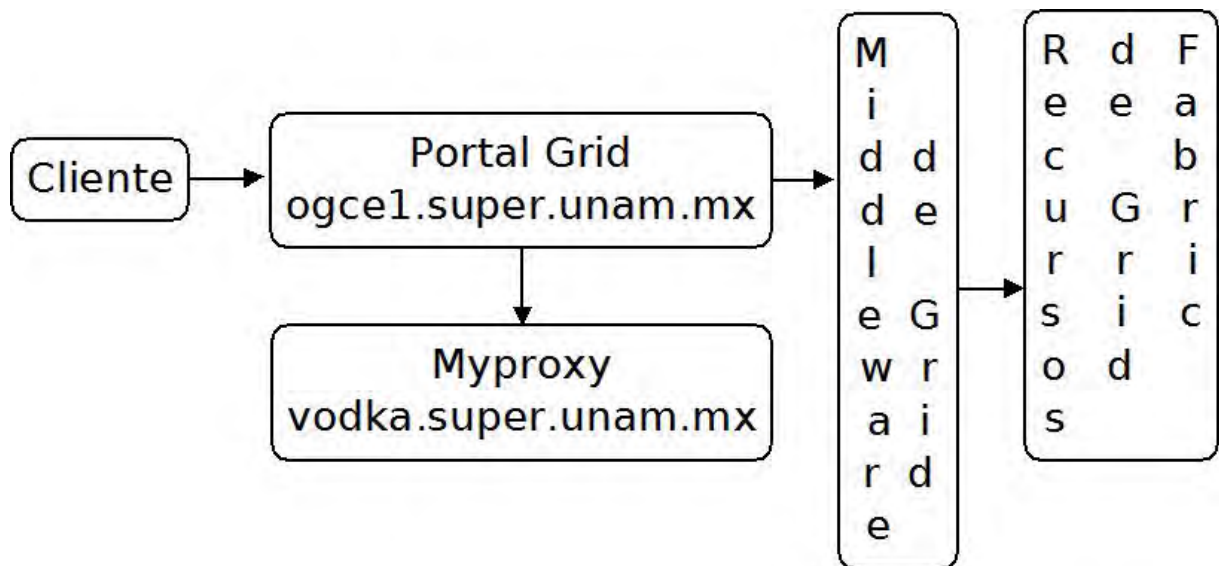 Cliente
Portal Grid
ogce1.super.unam.mx
Myproxy
vodka.super.unam.mx
Middleware
de Grid
Recursos
de Grid
Fabric